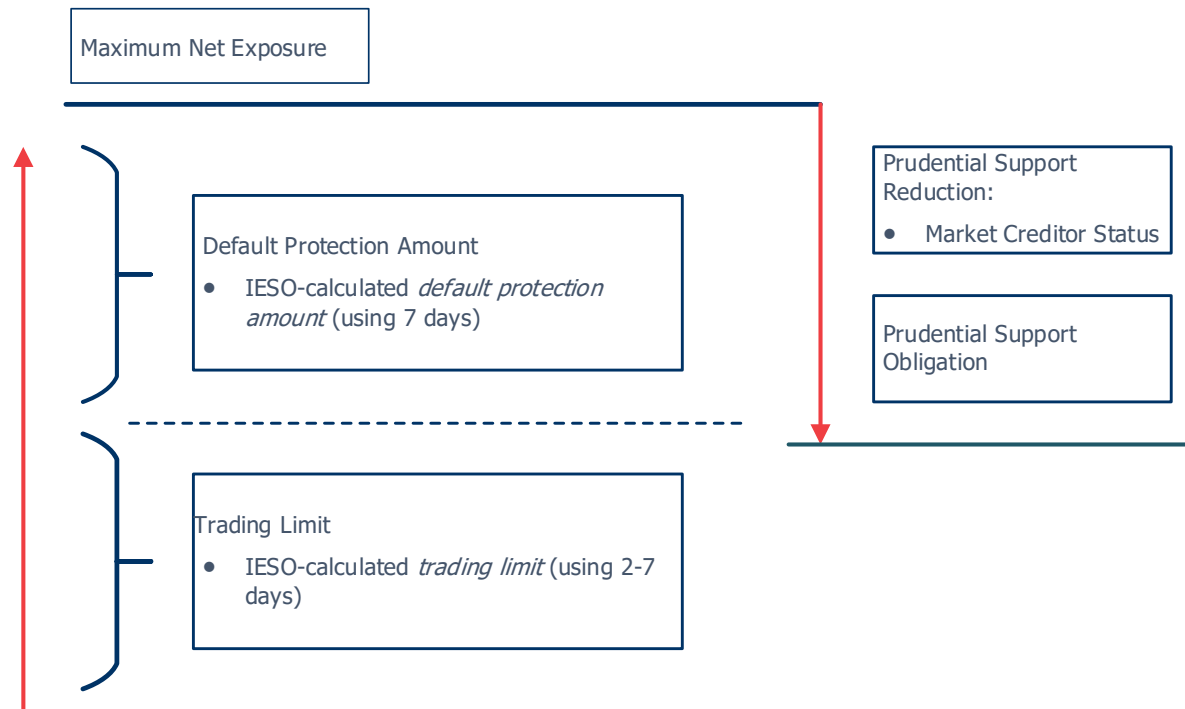 Maximum Net Exposure
Prudential Support
Reduction:
• Market Creditor Status
Default Protection Amount
• IESO-calculated default protection
amount (using 7 days)
Prudential Support
Obligation
Trading Limit
• IESO-calculated trading limit (using 2-7
days)